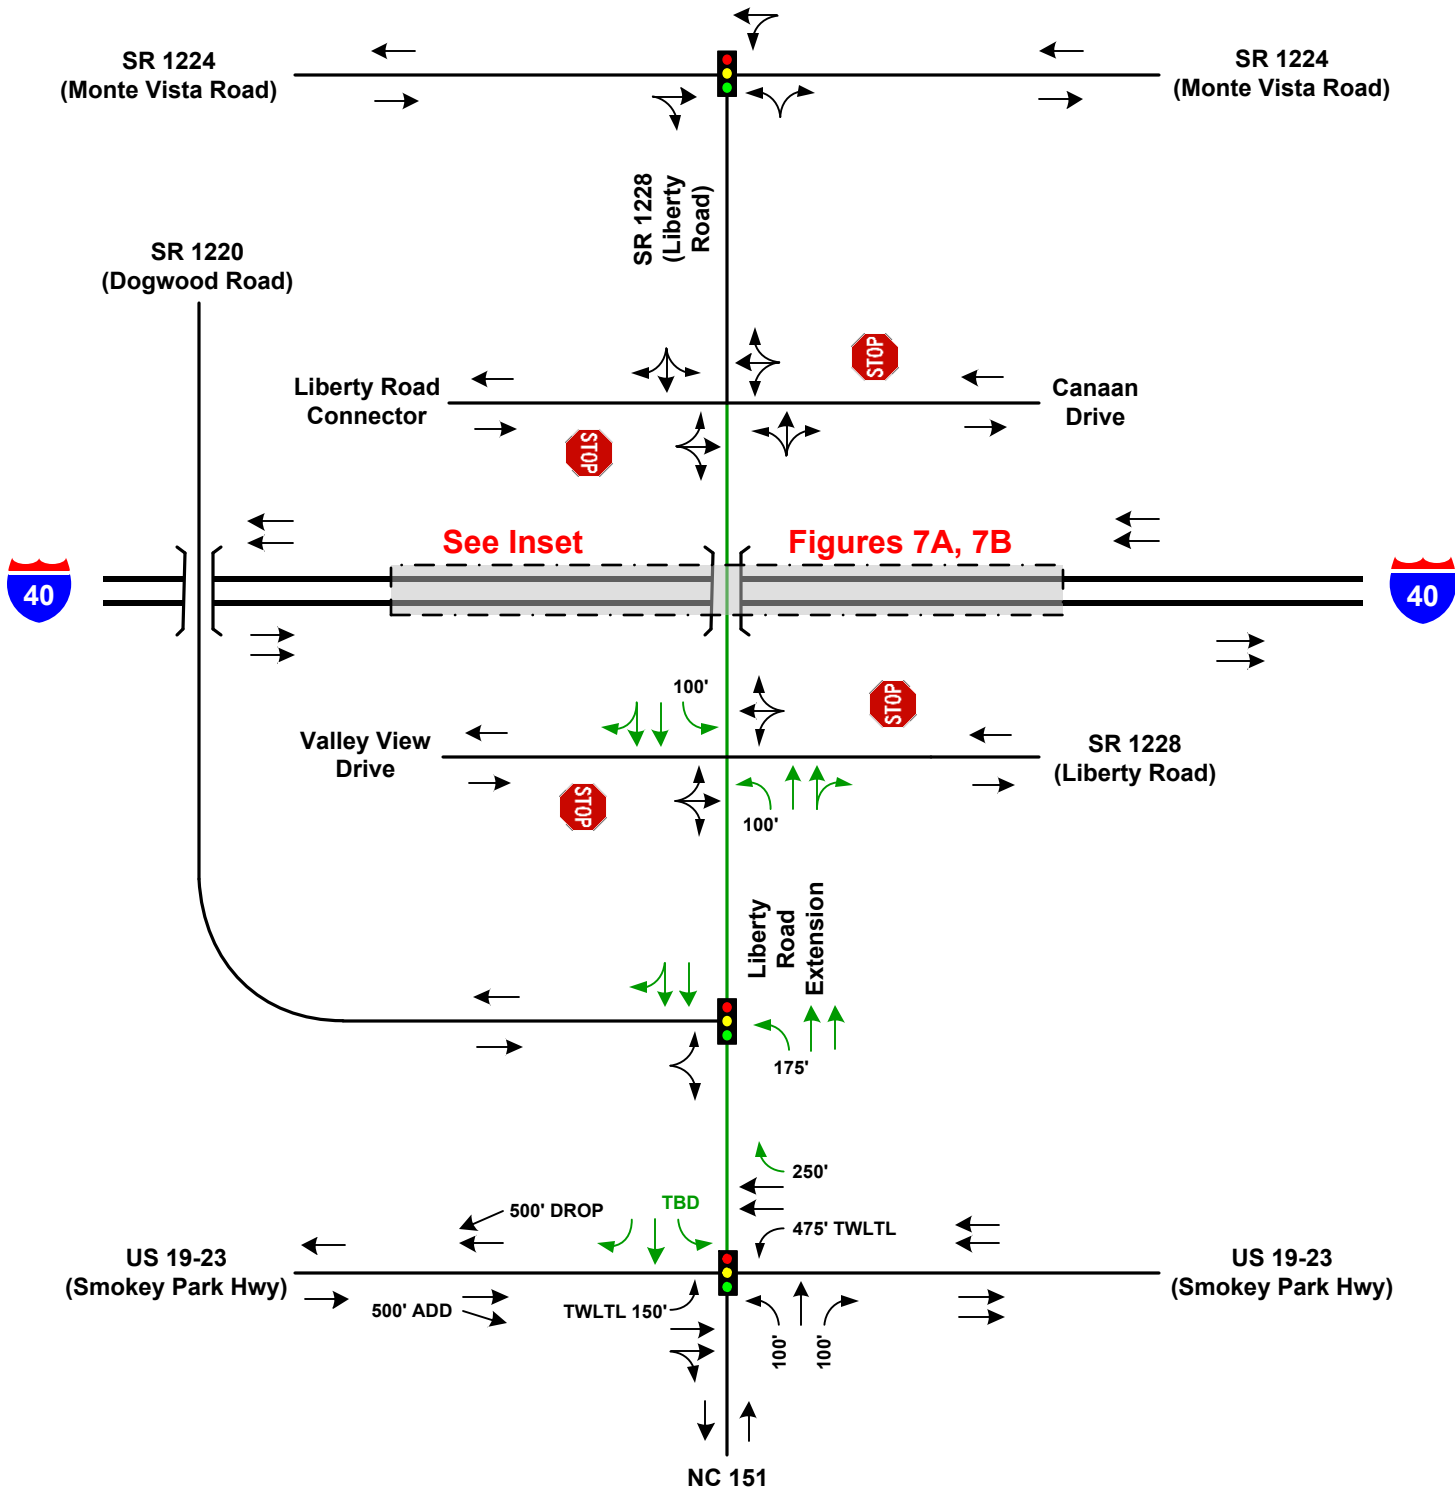 SR 1224
(Monte Vista Road)
SR 1224
(Monte Vista Road)
SR 1228
(Liberty
Road)
SR 1220
(Dogwood Road)
STOP
Liberty Road
Connector
Canaan
Drive
STOP
See Inset
Figures 7A, 7B
40
40
100'
STOP
Valley View
Drive
SR 1228
(Liberty Road)
STOP
100'
Liberty
Road
Extension
175'
250'
500' DROP
TBD
475' TWLTL
US 19-23
(Smokey Park Hwy)
US 19-23
(Smokey Park Hwy)
500' ADD
TWLTL 150'
100'
100'
NC 151